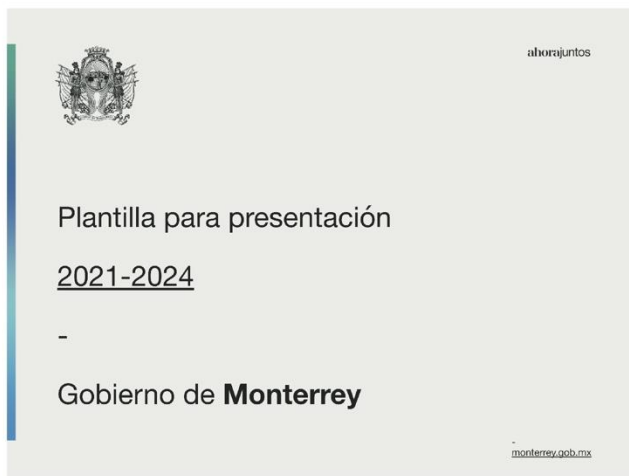 ahorajuntos
Plantilla para presentación
2021-2024
-
Gobierno de Monterrey
-
monterrey.gob.mx